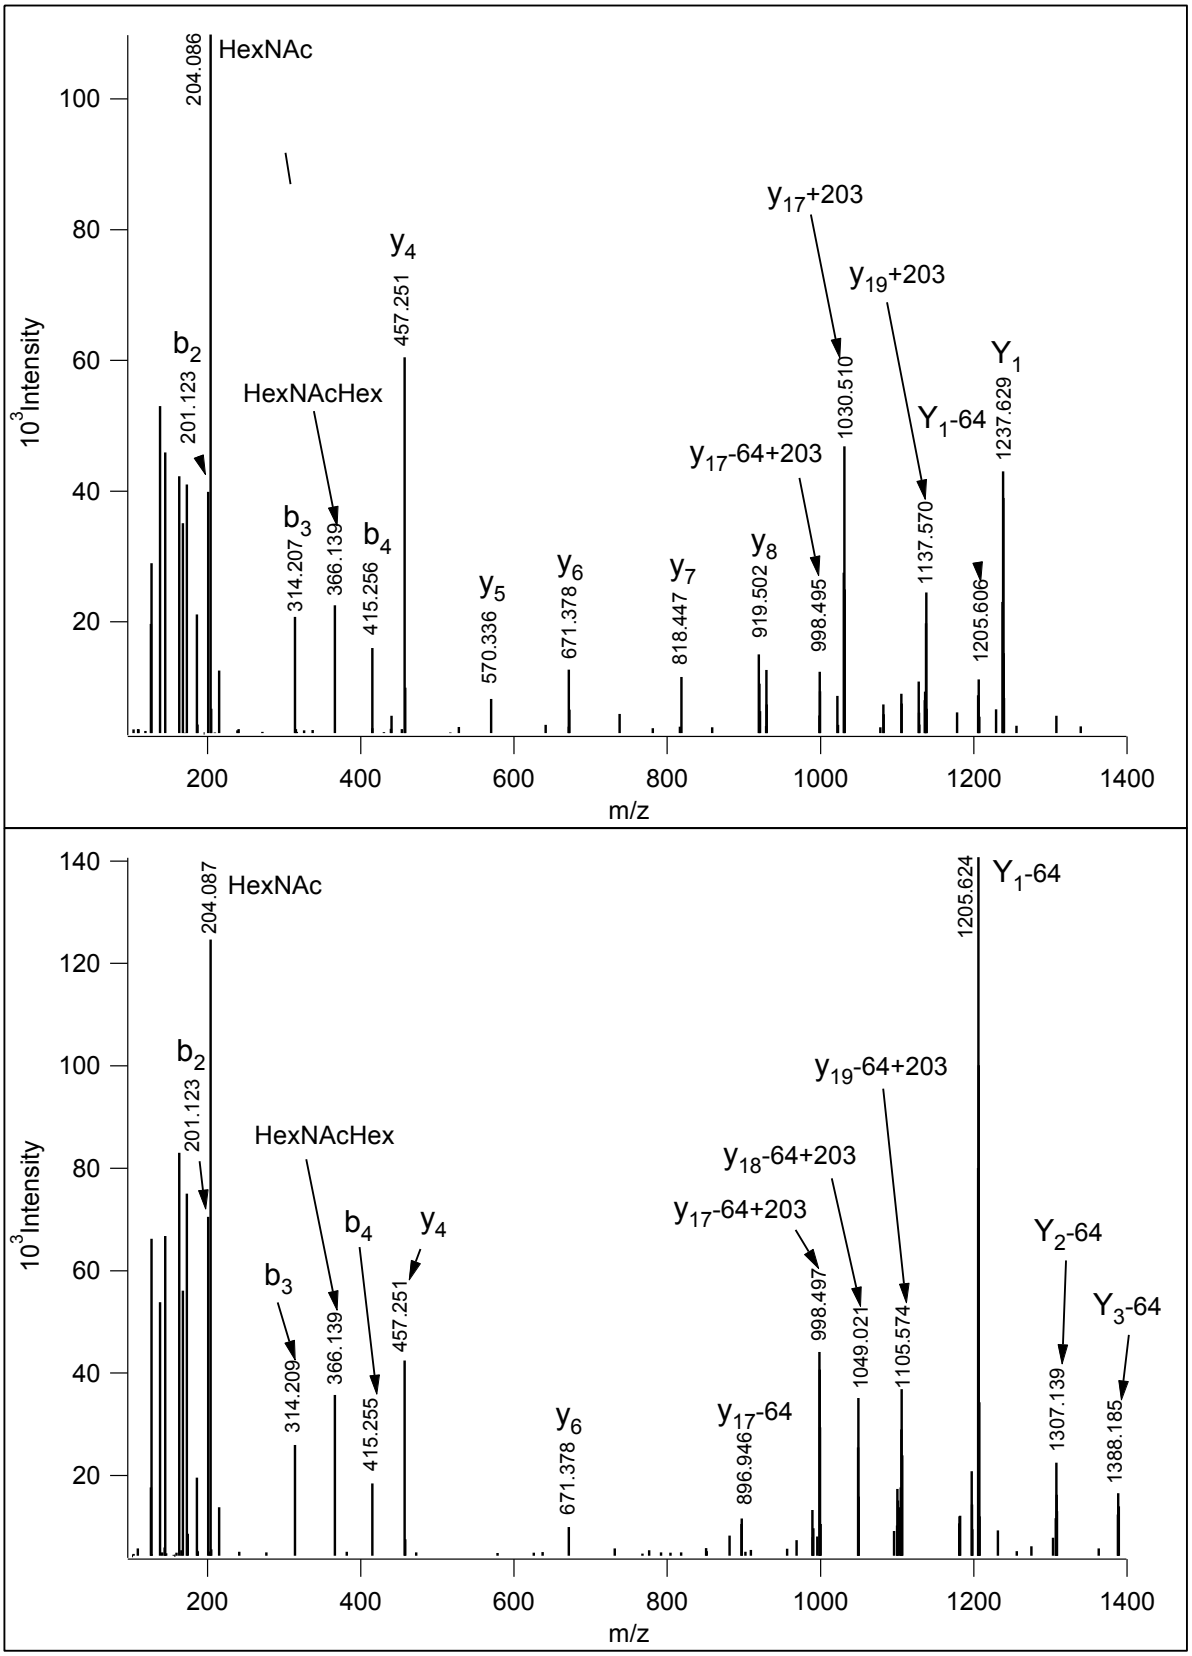 HexNAc
204.086
100
y17+203
80
y19+203
y4
457.251
b2
201.123
HexNAcHex
60
1030.510
Y1
1237.629
Y1-64
10³Intensity
y17-64+203
40
b3
314.207
366.139
b4
415.256
1137.570
y8
919.502
y6
671.378
y7
818.447
y5
570.336
998.495
1205.606
20
200 400 600 800 1000 1200 1400
m/z
140
204.087
HexNAc
1205.624
Y1-64
120
b2
201.123
100
y19-64+203
HexNAcHex
y18-64+203
80
10³Intensity
b4
y4
y17-64+203
Y2-64
b3
60
457.251
998.497
Y3-64
366.139
1049.021
1105.574
314.209
40
415.255
y6
671.378
y17-64
896.946
1307.139
1388.185
20
200 400 600 800 1000 1200 1400
m/z